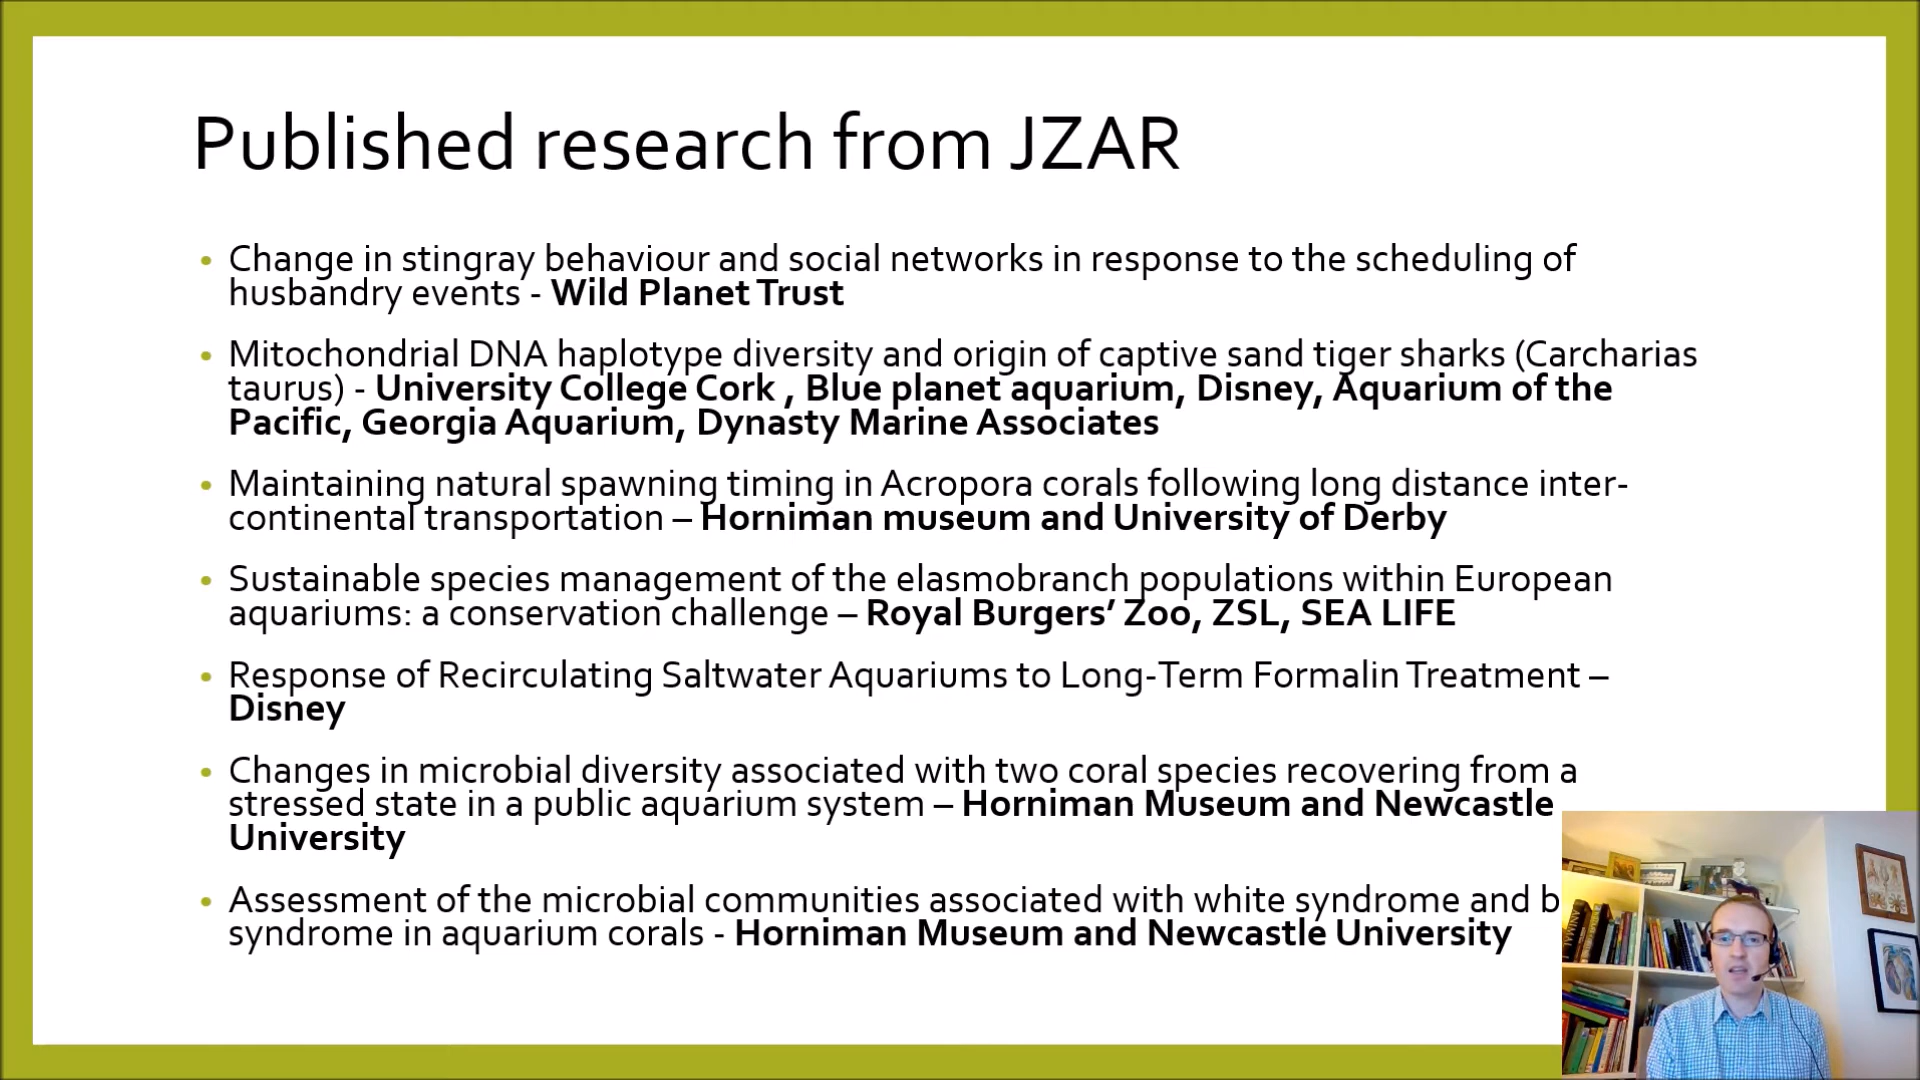 Published research from JZAR
• Change in stingray behaviour and social networks in response to the scheduling of
husbandry events - Wild Planet Trust
• Mitochondrial DNA haplotype diversity and origin of captive sand tiger sharks (Carcharias
taurus) - University College Cork , Blue planet aquarium, Disney, Aquarium of the
Pacific, Georgia Aquarium, Dynasty Marine Associates
• Maintaining natural spawning timing in Acropora corals following long distance inter-
continental transportation – Horniman museum and University of Derby
• Sustainable species management of the elasmobranch populations within European
aquariums: a conservation challenge – Royal Burgers’ Zoo, ZSL, SEA LIFE
• Response of Recirculating Saltwater Aquariums to Long-Term Formalin Treatment –
Disney
• Changes in microbial diversity associated with two coral species recovering from a
stressed state in a public aquarium system – Horniman Museum and Newcastle
University
• Assessment of the microbial communities associated with white syndrome and b
syndrome in aquarium corals - Horniman Museum and Newcastle University